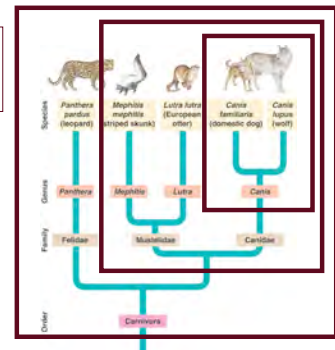 Species
Panthera pardus (leopard)
Mephitis mephitis (striped skunk)
Lutra lutra (European otter)
Canis familiaris (domestic dog)
Canis lupus (wolf)
Genus
Panthera
Mephitis
Lutra
Canis
Family
Felidae
Mustelidae
Canidae
Order
Carnivora